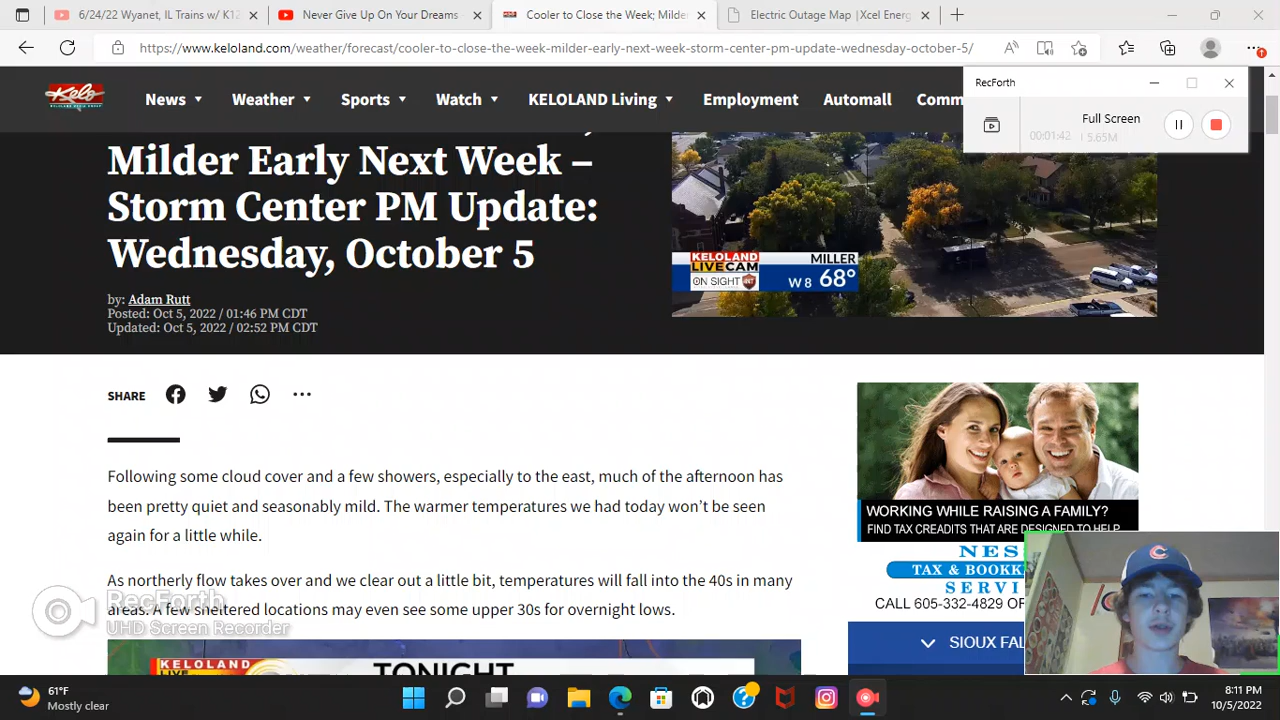 6/24/22 Wyanet, IL Trains w/ K12
Never Give Up On Your Dreams
Cooler to Close the Week; Milder
Electric Outage Map | Xcel Energ
https://www.keloland.com/weather/forecast/cooler-to-close-the-week-milder-early-next-week-storm-center-pm-update-wednesday-october-5/
RecForth
Full Screen
00:01:42
5.65M
Kelo
News
Weather
Sports
Watch
KELOLAND Living
Employment
Automall
Comm
Milder Early Next Week –
Storm Center PM Update:
Wednesday, October 5
by: Adam Rutt
Posted: Oct 5, 2022 / 01:46 PM CDT
Updated: Oct 5, 2022 / 02:52 PM CDT
KELOLAND
LIVECAM
ON SIGHT
MILLER
W 8 68°
SHARE
Following some cloud cover and a few showers, especially to the east, much of the afternoon has
been pretty quiet and seasonably mild. The warmer temperatures we had today won't be seen
again for a little while.
As northerly flow takes over and we clear out a little bit, temperatures will fall into the 40s in many
areas. A few sheltered locations may even see some upper 30s for overnight lows.
RecForth
UHD Screen Recorder
KELOLAND
LIVE
TONIGHT
WORKING WHILE RAISING A FAMILY?
FIND TAX CREADITS THAT ARE DESIGNED TO HELP
NES
TAX & BOOKK
SERVI
CALL 605-332-4829 OF
SIOUX FAL
61°F
Mostly clear
8:11 PM
10/5/2022